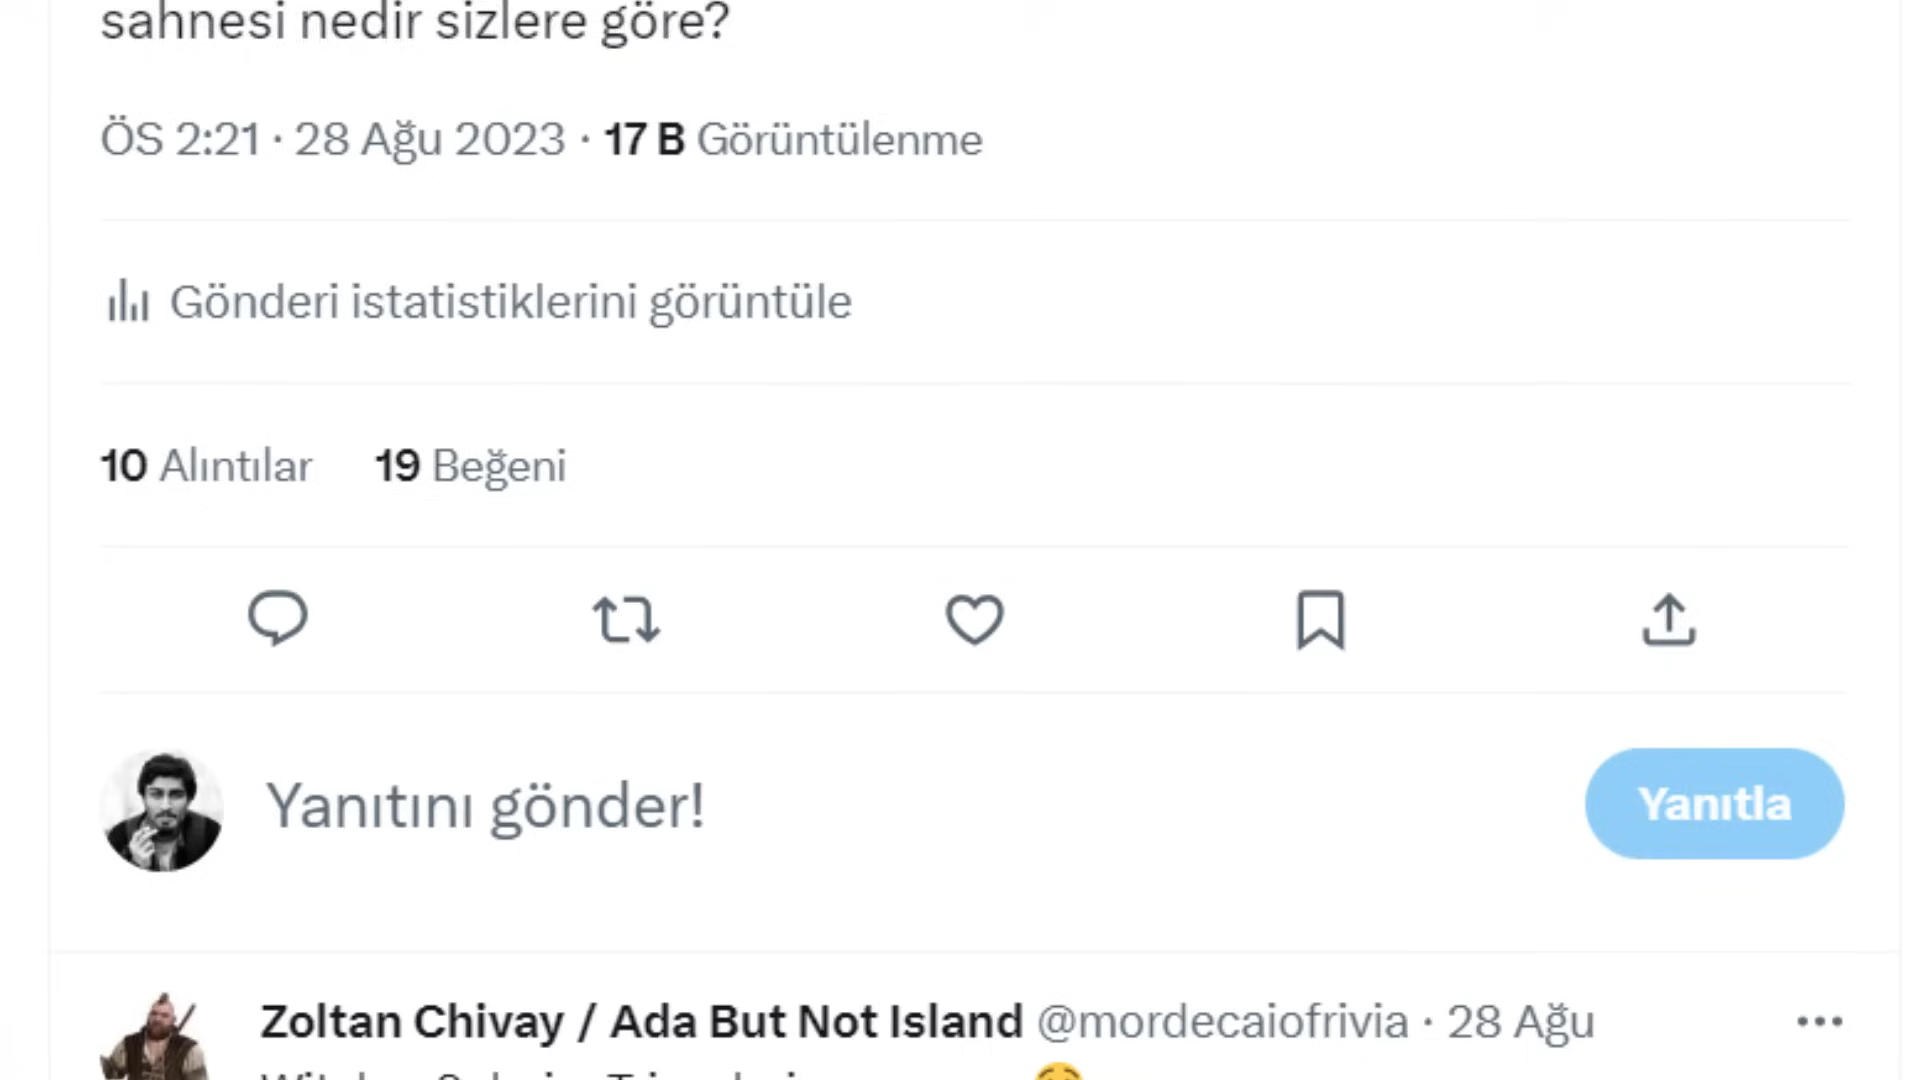 sahnesi nedir sizlere göre?
ÖS 2:21 · 28 Ağu 2023 · 17 B Görüntülenme
Gönderi istatistiklerini görüntüle
10 Alıntılar 19 Beğeni
Yanıtını gönder!
Yanıtla
Zoltan Chivay / Ada But Not Island @mordecaiofrivia · 28 Ağu